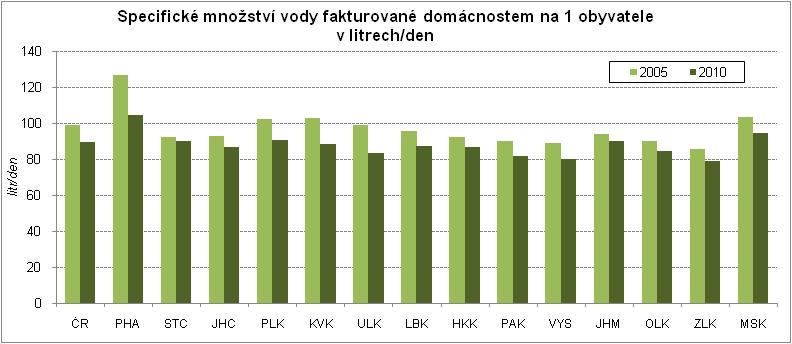 Specifické množství vody fakturované domácnostem na 1 obyvatele
v litrech/den
140
120
100
80
60
40
20
0
litr/den
2005 2010
ČR PHA STC JHC PLK KVK ULK LBK HKK PAK VYS JHM OLK ZLK MSK